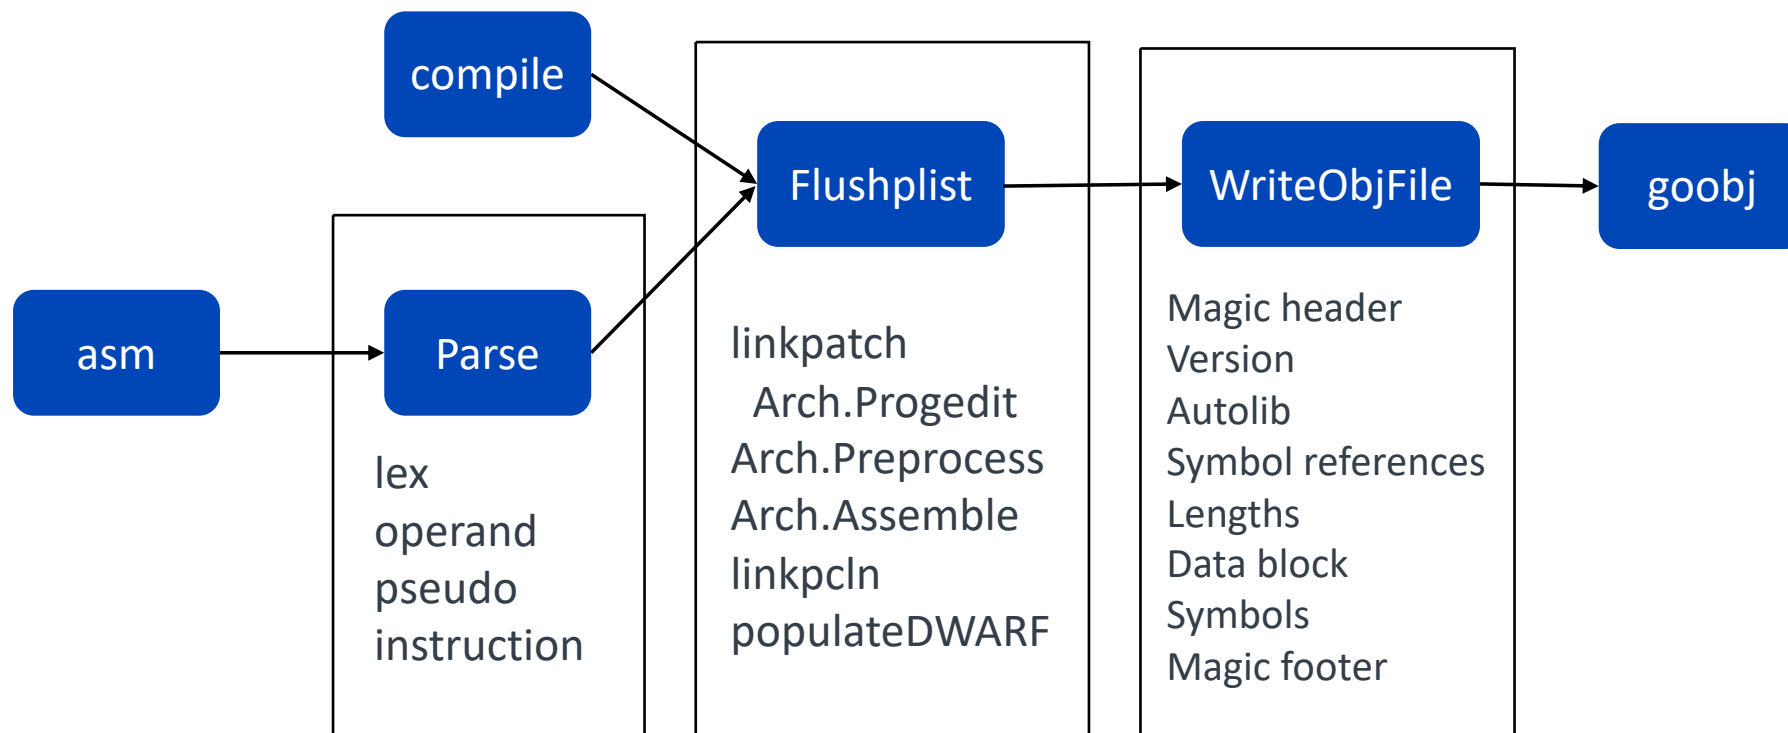 compile
Flushplist
WriteObjFile
goobj
asm
Parse
lex
operand
pseudo
instruction
linkpatch
Arch.Progedit
Arch.Preprocess
Arch.Assemble
linkpcln
populateDWARF
Magic header
Version
Autolib
Symbol references
Lengths
Data block
Symbols
Magic footer